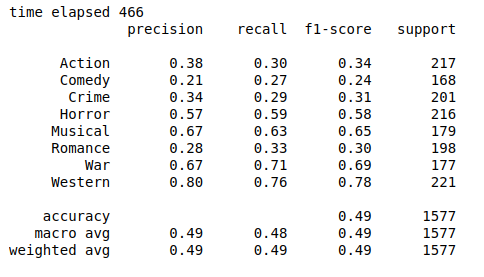 time elapsed 466
precision recall f1-score support
Action 0.38 0.30 0.34 217
Comedy 0.21 0.27 0.24 168
Crime 0.34 0.29 0.31 201
Horror 0.57 0.59 0.58 216
Musical 0.67 0.63 0.65 179
Romance 0.28 0.33 0.30 198
War 0.67 0.71 0.69 177
Western 0.80 0.76 0.78 221
accuracy 0.49 1577
macro avg 0.49 0.48 0.49 1577
weighted avg 0.49 0.49 0.49 1577